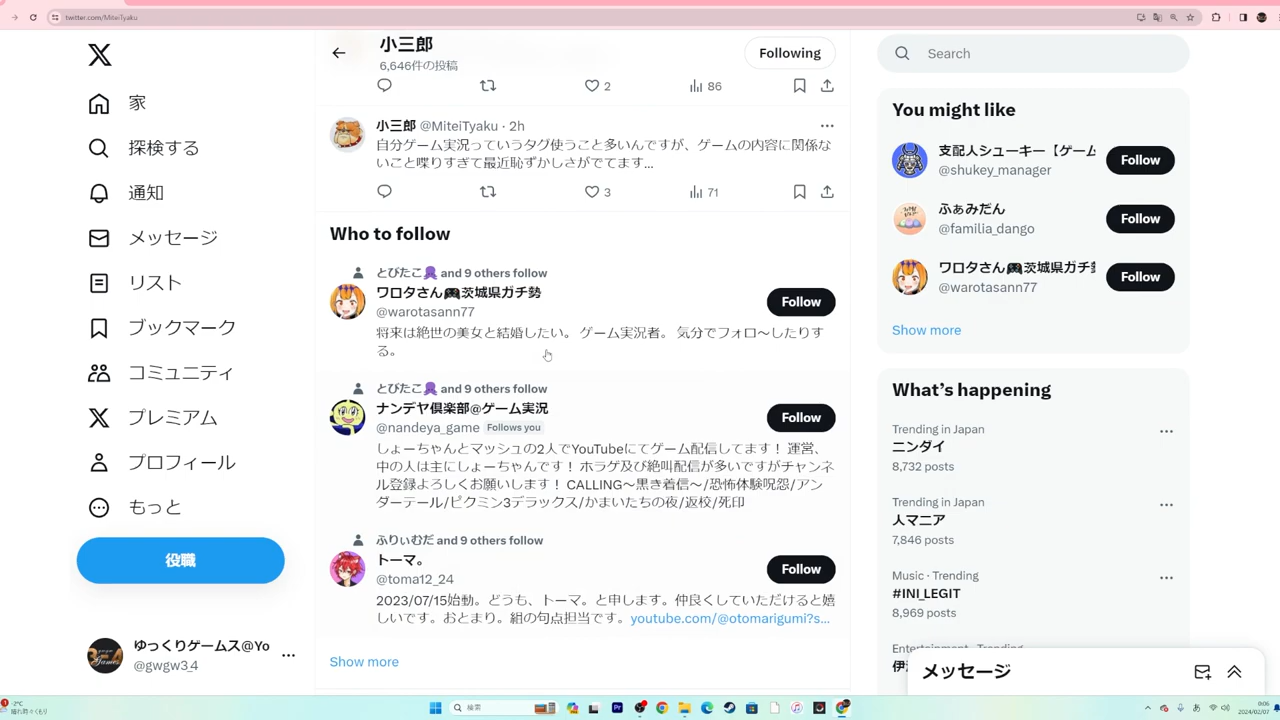 twitter.com/MiteiTyaku
家
探検する
通知
メッセージ
リスト
ブックマーク
コミュニティ
プレミアム
プロフィール
もっと
役職
ゆっくりゲームス@Yo
@gwgw3_4
小三郎
6,646件の投稿
Following
2
86
小三郎 @MiteiTyaku · 2h
自分ゲーム実況っていうタグ使うこと多いんですが、ゲームの内容に関係な
いこと喋りすぎて最近恥ずかしさがでてます...
3
71
Who to follow
とびたこ🐙 and 9 others follow
ワロタさん🎮茨城県ガチ勢
@warotasann77
Follow
将来は絶世の美女と結婚したい。 ゲーム実況者。 気分でフォロ〜したりす
る。
とびたこ🐙 and 9 others follow
ナンデヤ倶楽部@ゲーム実況
@nandeya_game Follows you
Follow
しょーちゃんとマッシュの2人でYouTubeにてゲーム配信してます！ 運営、
中の人は主にしょーちゃんです！ ホラゲ及び絶叫配信が多いですがチャンネ
ル登録よろしくお願いします！ CALLING〜黒き着信〜/恐怖体験呪怨/アン
ダーテール/ピクミン3デラックス/かまいたちの夜/返校/死印
ふりぃむだ and 9 others follow
トーマ。
@toma12_24
Follow
2023/07/15始動。どうも、トーマ。と申します。仲良くしていただけると嬉
しいです。おとまり。組の句点担当です。youtube.com/@otomarigumi?s...
Show more
Search
You might like
支配人シューキー【ゲーム
@shukey_manager
Follow
ふぁみだん
@familia_dango
Follow
ワロタさん🎮茨城県ガチ
@warotasann77
Follow
Show more
What's happening
Trending in Japan
ニンダイ
8,732 posts
Trending in Japan
人マニア
7,846 posts
Music · Trending
#INI_LEGIT
8,969 posts
メッセージ
-2°C
晴れ時々くもり
検索
あ
0:06
2024/02/07